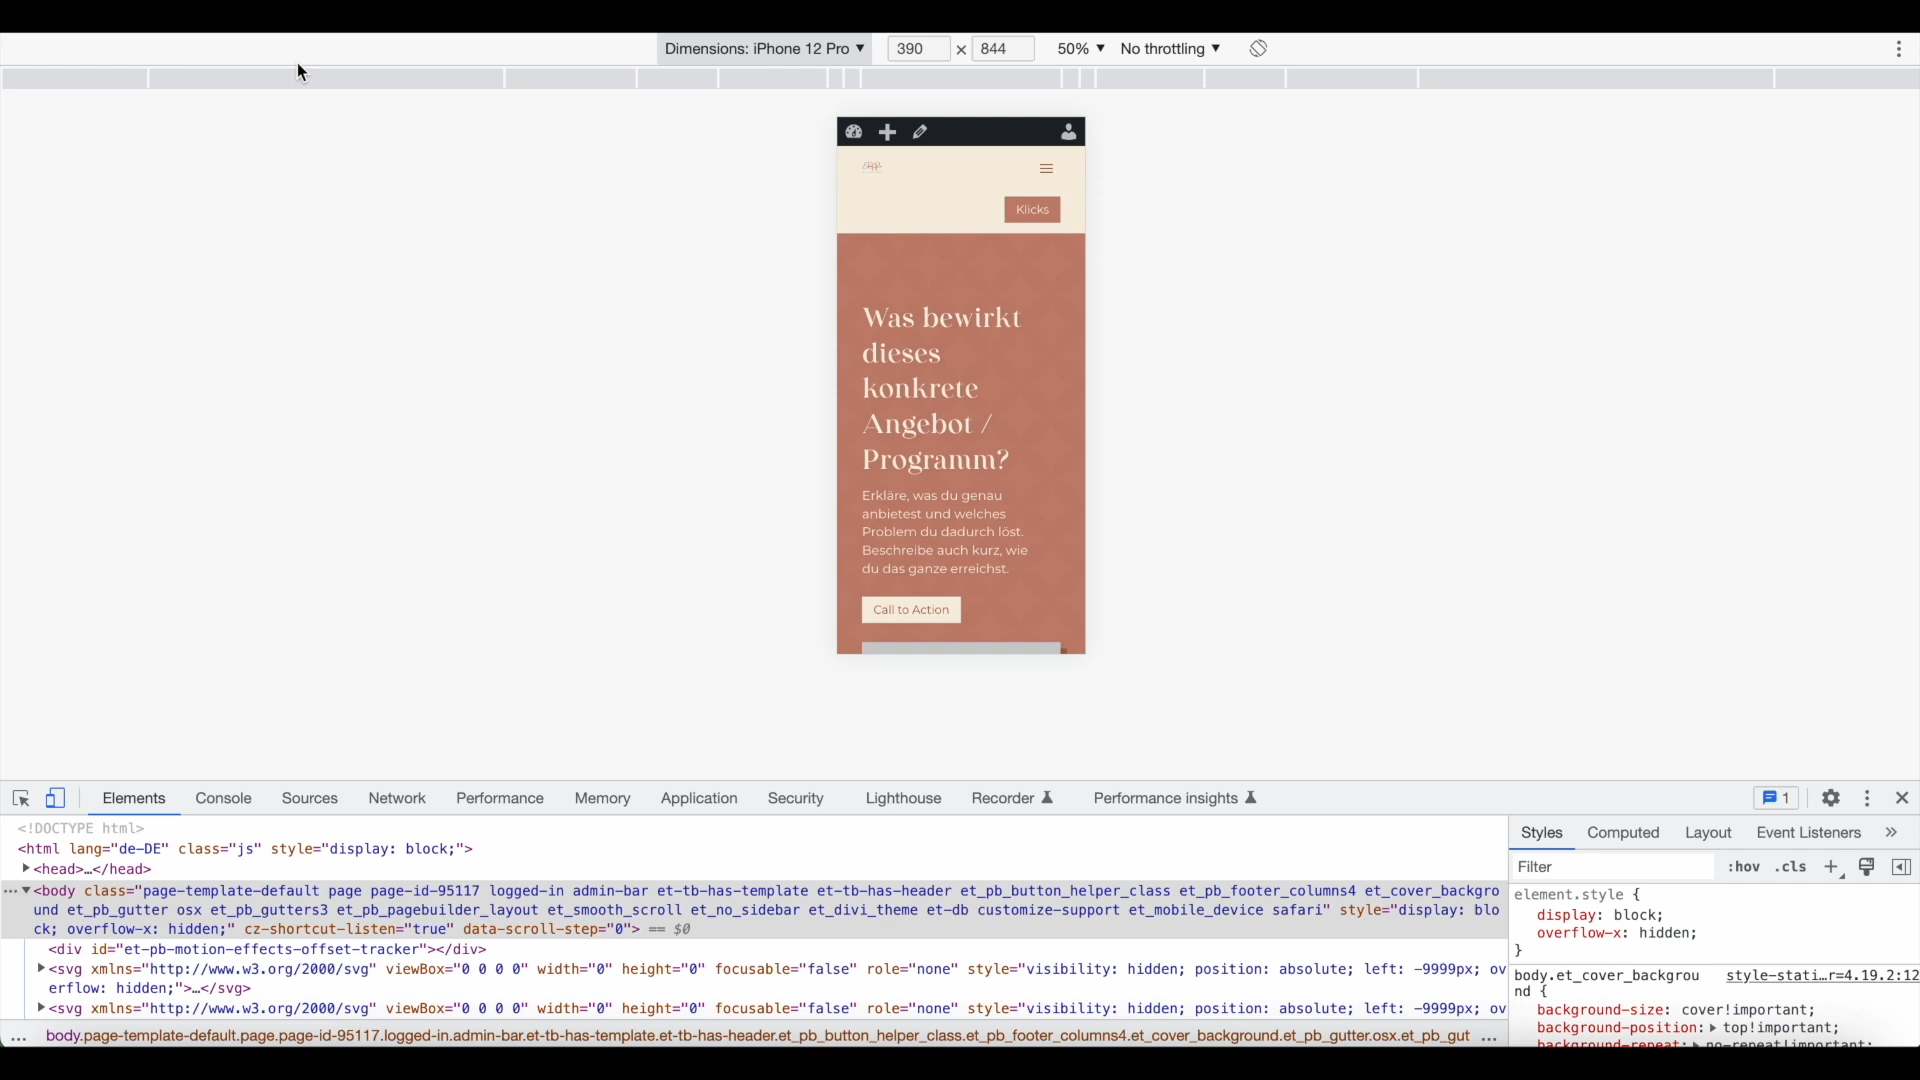 Dimensions: iPhone 12 Pro ▼ 390 × 844 50% ▼ No throttling ▼
Klicks
Was bewirkt
dieses
konkrete
Angebot /
Programm?
Erkläre, was du genau
anbietest und welches
Problem du dadurch löst.
Beschreibe auch kurz, wie
du das ganze erreichst.
Call to Action
Elements Console Sources Network Performance Memory Application Security Lighthouse Recorder Performance insights 1
<!DOCTYPE html>
<html lang="de-DE" class="js" style="display: block;">
▶<head>…</head>
…▼<body class="page-template-default page page-id-95117 logged-in admin-bar et-tb-has-template et-tb-has-header et_pb_button_helper_class et_pb_footer_columns4 et_cover_backgro
und et_pb_gutter osx et_pb_gutters3 et_pb_pagebuilder_layout et_smooth_scroll et_no_sidebar et_divi_theme et-db customize-support et_mobile_device safari" style="display: blo
ck; overflow-x: hidden;" cz-shortcut-listen="true" data-scroll-step="0"> == $0
<div id="et-pb-motion-effects-offset-tracker"></div>
▶<svg xmlns="http://www.w3.org/2000/svg" viewBox="0 0 0 0" width="0" height="0" focusable="false" role="none" style="visibility: hidden; position: absolute; left: -9999px; ov
erflow: hidden;">…</svg>
▶<svg xmlns="http://www.w3.org/2000/svg" viewBox="0 0 0 0" width="0" height="0" focusable="false" role="none" style="visibility: hidden; position: absolute; left: -9999px; ov
… body.page-template-default.page.page-id-95117.logged-in.admin-bar.et-tb-has-template.et-tb-has-header.et_pb_button_helper_class.et_pb_footer_columns4.et_cover_background.et_pb_gutter.osx.et_pb_gut …
Styles Computed Layout Event Listeners »
Filter :hov .cls +
element.style {
display: block;
overflow-x: hidden;
}
body.et_cover_backgrou style-stati…r=4.19.2:12
nd {
background-size: cover!important;
background-position: ▶ top!important;
background-repeat: ▶ no-repeat!important;